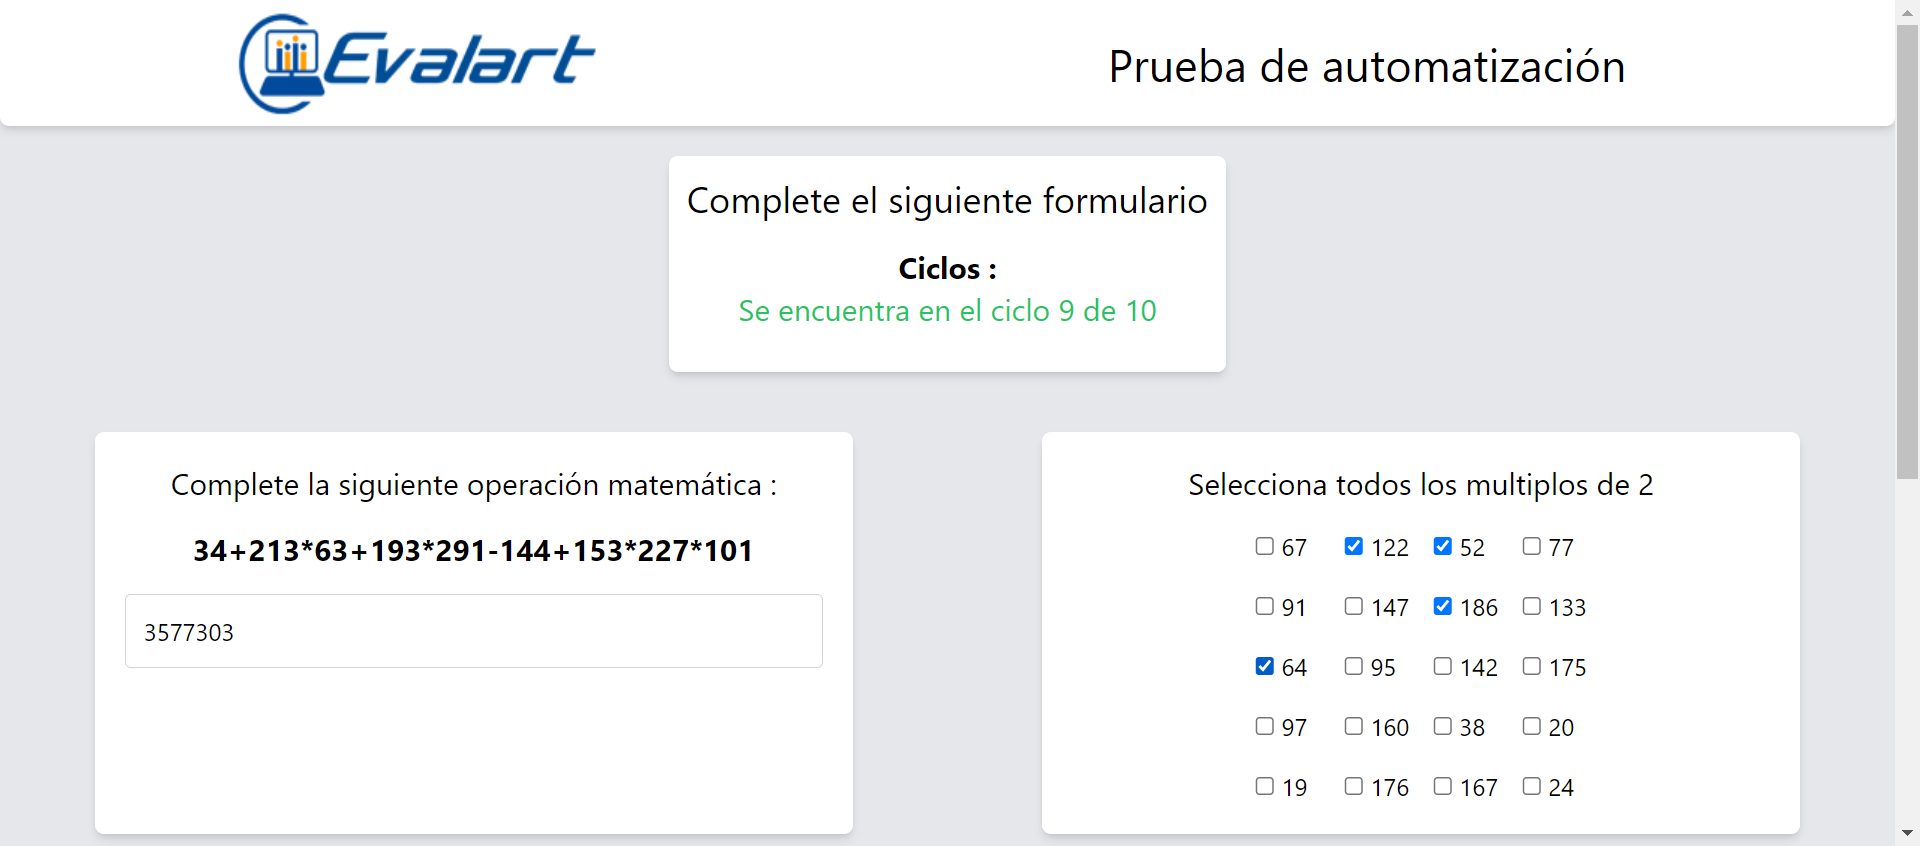 Evalart
Prueba de automatización
Complete el siguiente formulario
Ciclos :
Se encuentra en el ciclo 9 de 10
Complete la siguiente operación matemática :
34+213*63+193*291-144+153*227*101
3577303
Selecciona todos los multiplos de 2
67 122 52 77
91 147 186 133
64 95 142 175
97 160 38 20
19 176 167 24